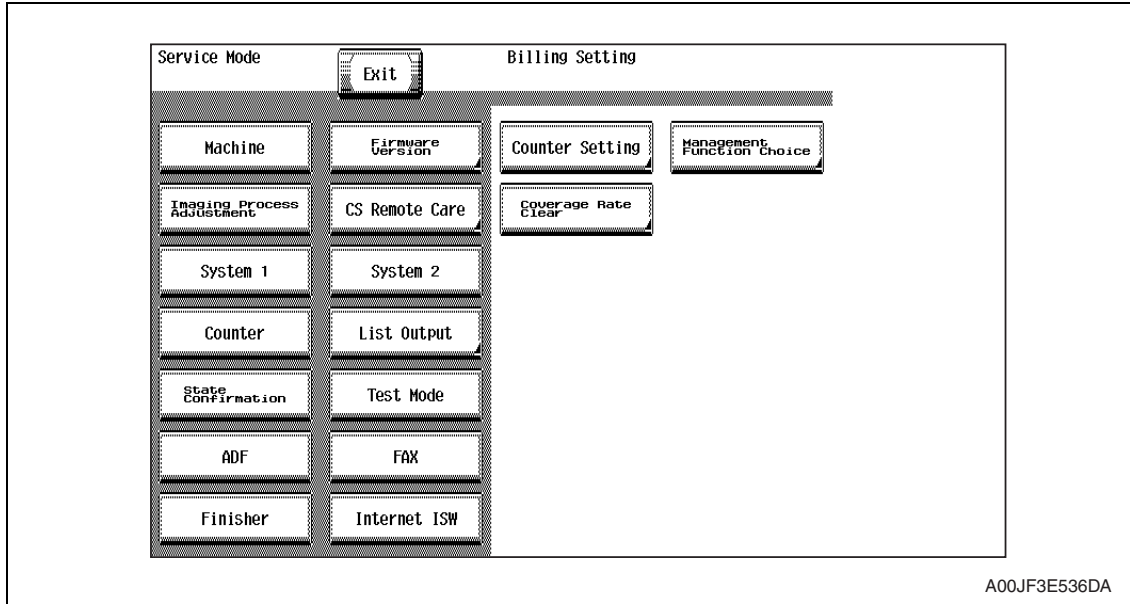 Service Mode
Exit
Billing Setting
Machine
Firmware
Version
Counter Setting
Management
Function Choice
Imaging Process
Adjustment
CS Remote Care
Coverage Rate
Clear
System 1
System 2
Counter
List Output
State
Confirmation
Test Mode
ADF
FAX
Finisher
Internet ISW
A00JF3E536DA